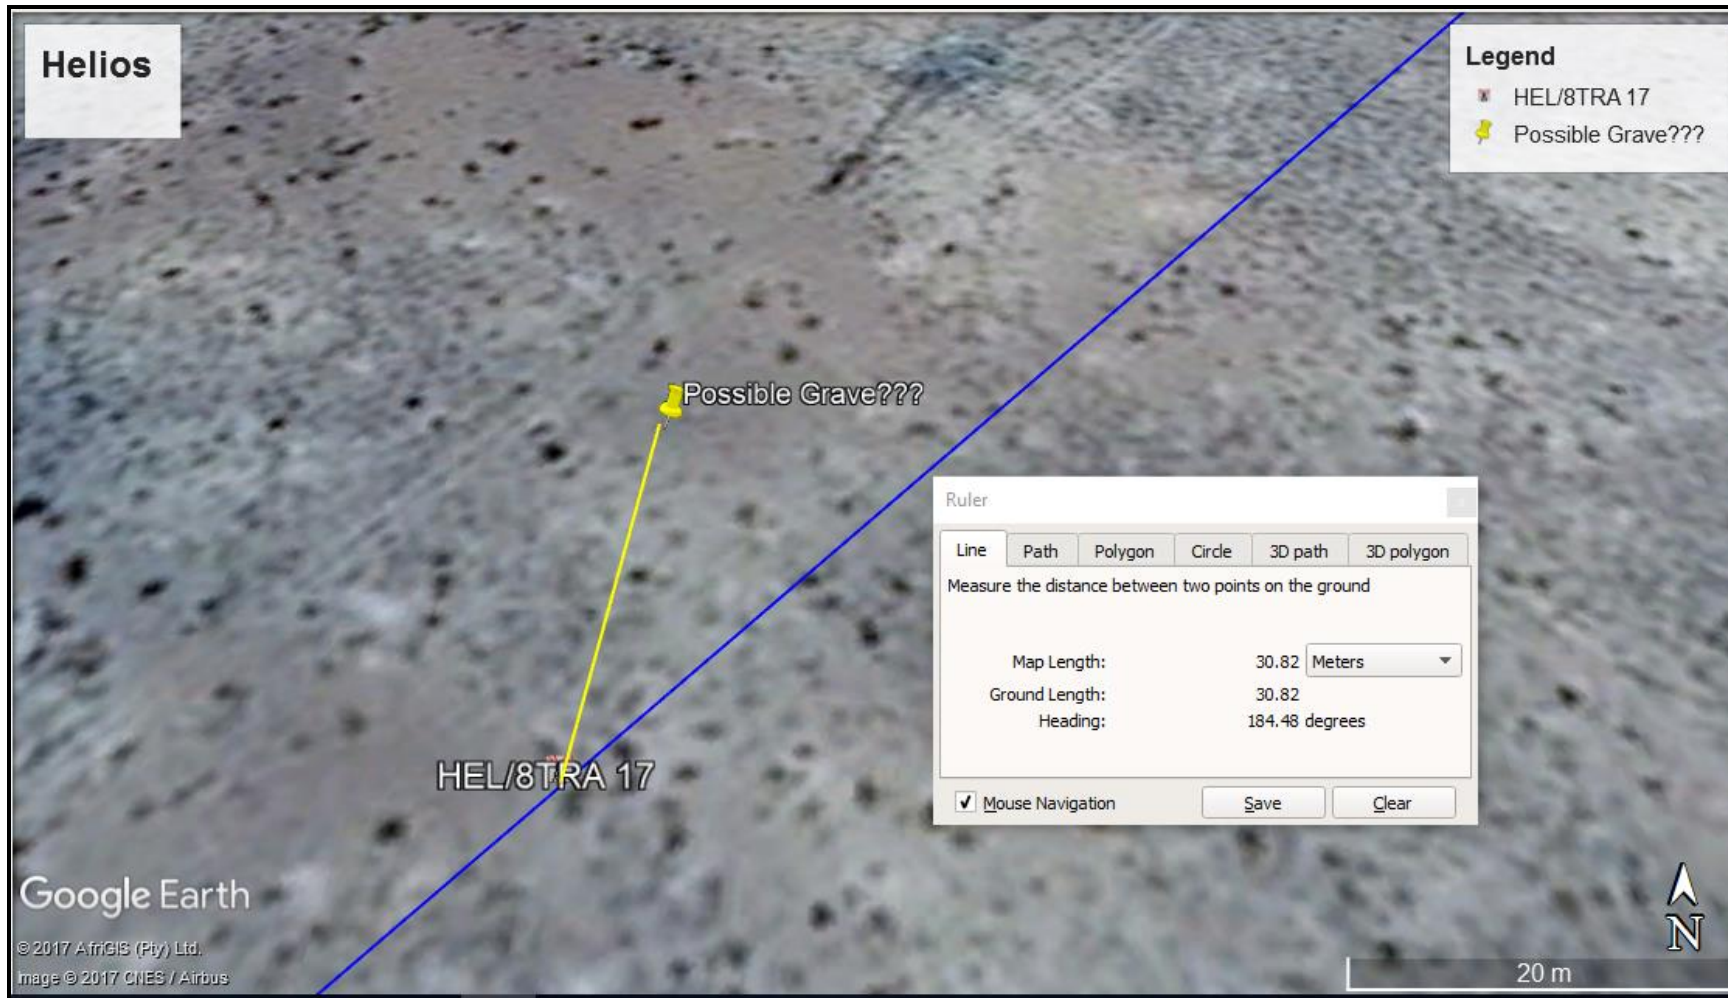 Helios
Legend
HEL/8TRA 17
Possible Grave???
Possible Grave???
Ruler
Line Path Polygon Circle 3D path 3D polygon
Measure the distance between two points on the ground
Map Length: 30.82 Meters
Ground Length: 30.82
Heading: 184.48 degrees
Mouse Navigation Save Clear
HEL/8TRA 17
Google Earth
© 2017 AfriGIS (Pty) Ltd.
Image © 2017 CNES / Airbus
N
20 m